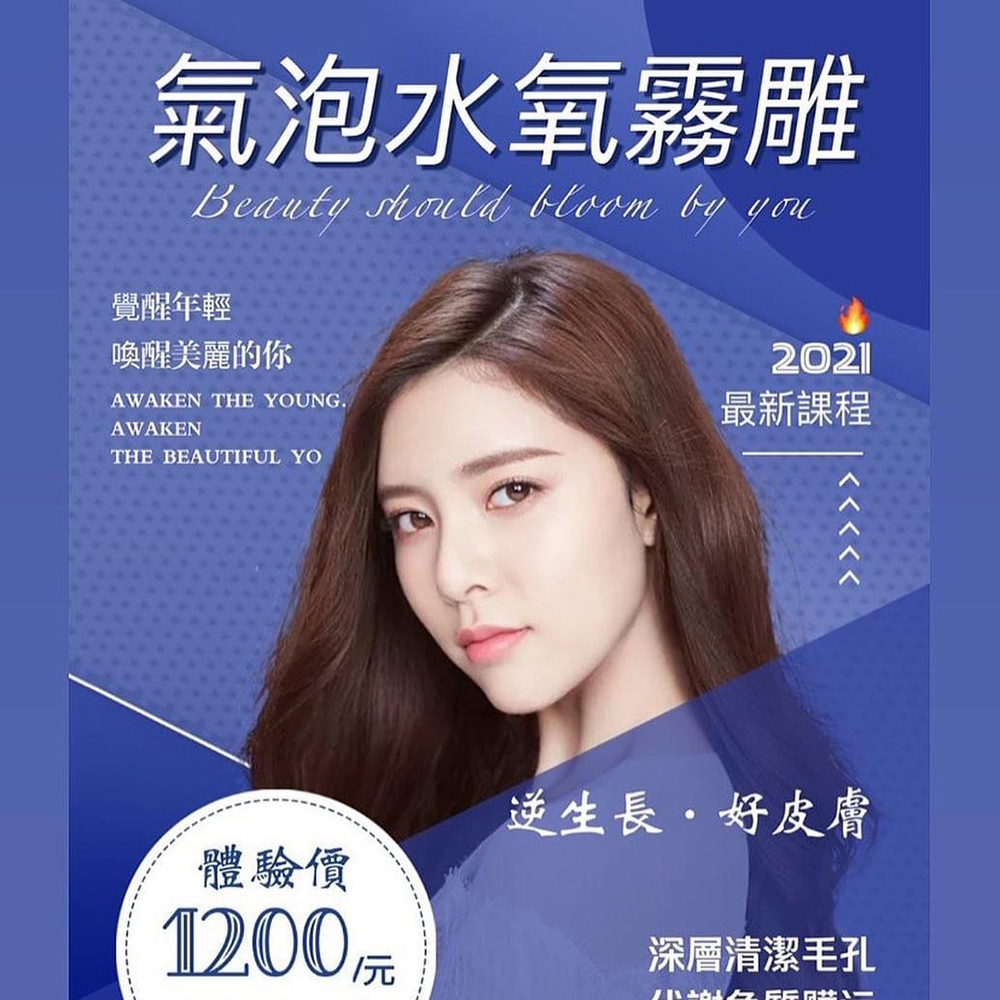 氣泡水氧霧雕
Beauty should bloom by you
覺醒年輕
喚醒美麗的你
AWAKEN THE YOUNG.
AWAKEN
THE BEAUTIFUL YO
2021
最新課程
逆生長・好皮膚
體驗價
1200/元
深層清潔毛孔